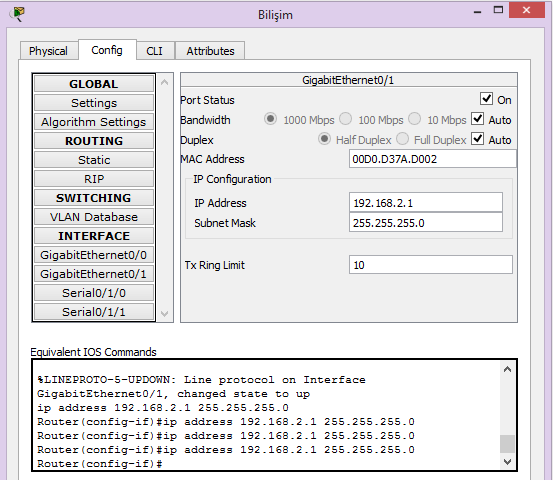 Bilişim
Physical Config CLI Attributes
GLOBAL
Settings
Algorithm Settings
ROUTING
Static
RIP
SWITCHING
VLAN Database
INTERFACE
GigabitEthernet0/0
GigabitEthernet0/1
Serial0/1/0
Serial0/1/1
GigabitEthernet0/1
Port Status On
Bandwidth 1000 Mbps 100 Mbps 10 Mbps Auto
Duplex Half Duplex Full Duplex Auto
MAC Address 00D0.D37A.D002
IP Configuration
IP Address 192.168.2.1
Subnet Mask 255.255.255.0
Tx Ring Limit 10
Equivalent IOS Commands
%LINEPROTO-5-UPDOWN: Line protocol on Interface
GigabitEthernet0/1, changed state to up
ip address 192.168.2.1 255.255.255.0
Router(config-if)#ip address 192.168.2.1 255.255.255.0
Router(config-if)#ip address 192.168.2.1 255.255.255.0
Router(config-if)#ip address 192.168.2.1 255.255.255.0
Router(config-if)#